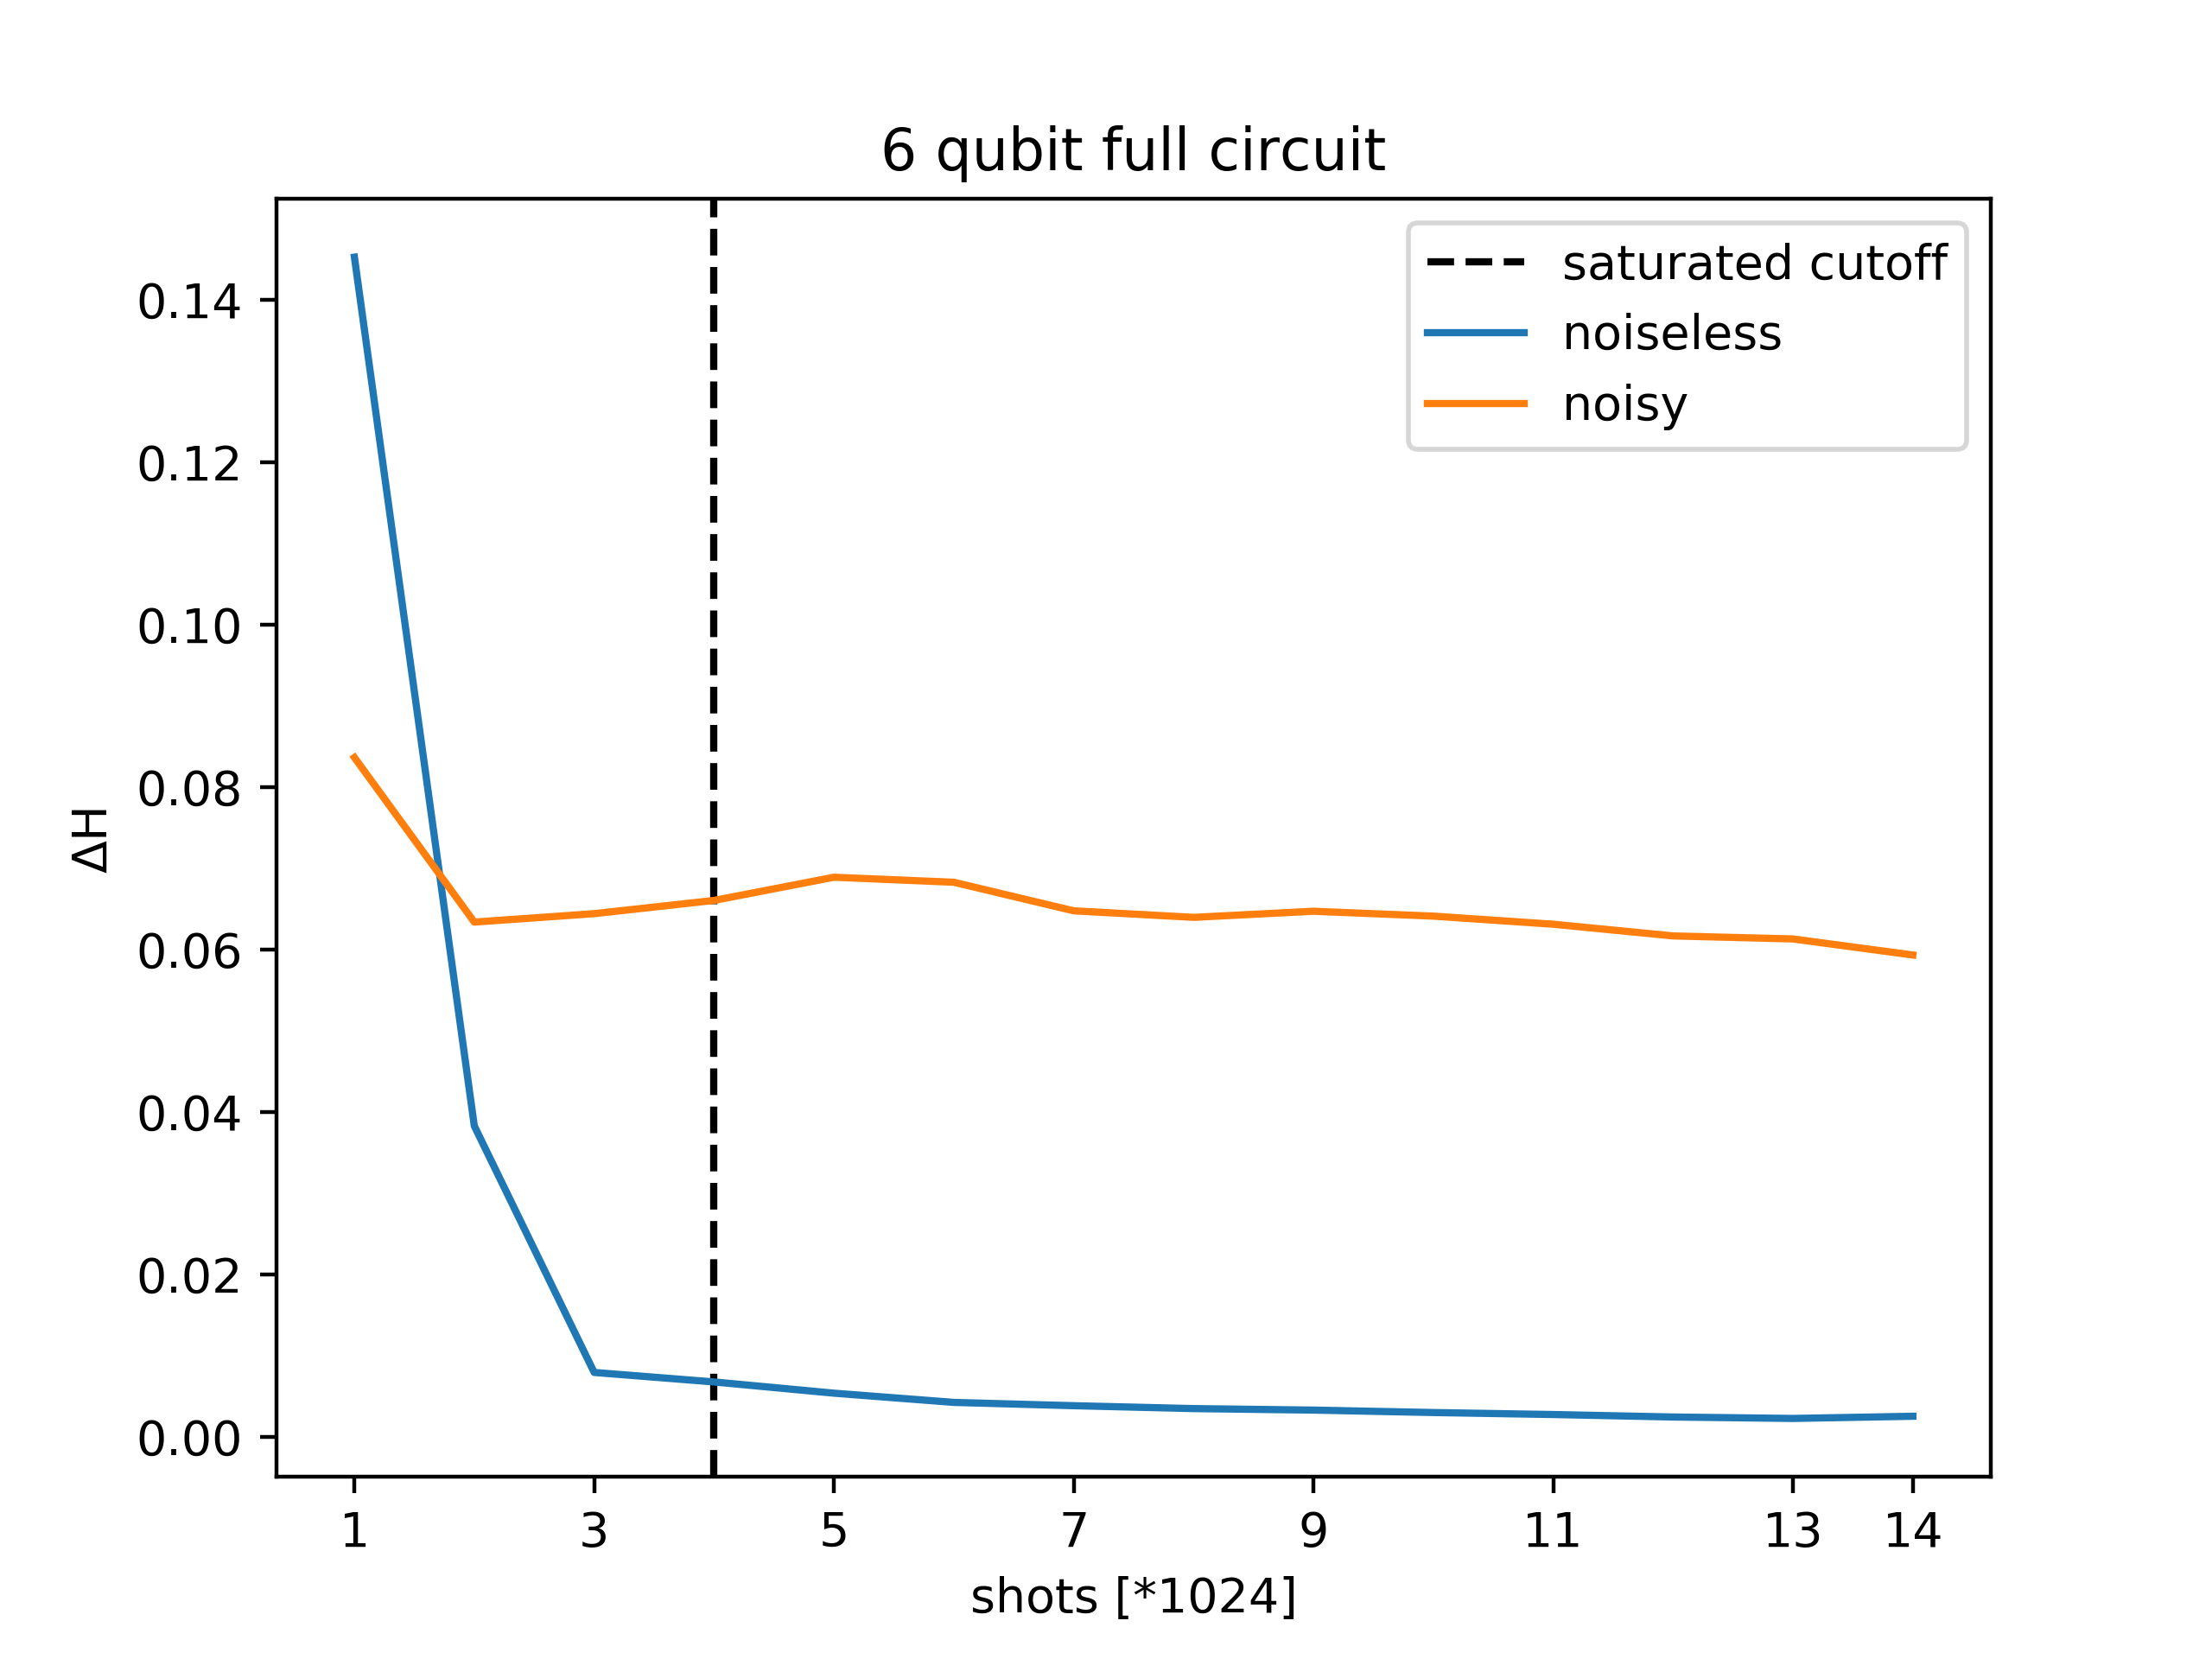 6 qubit full circuit
saturated cutoff
noiseless
noisy
0.14
0.12
0.10
0.08
0.06
0.04
0.02
0.00
ΔH
1 3 5 7 9 11 13 14
shots [*1024]